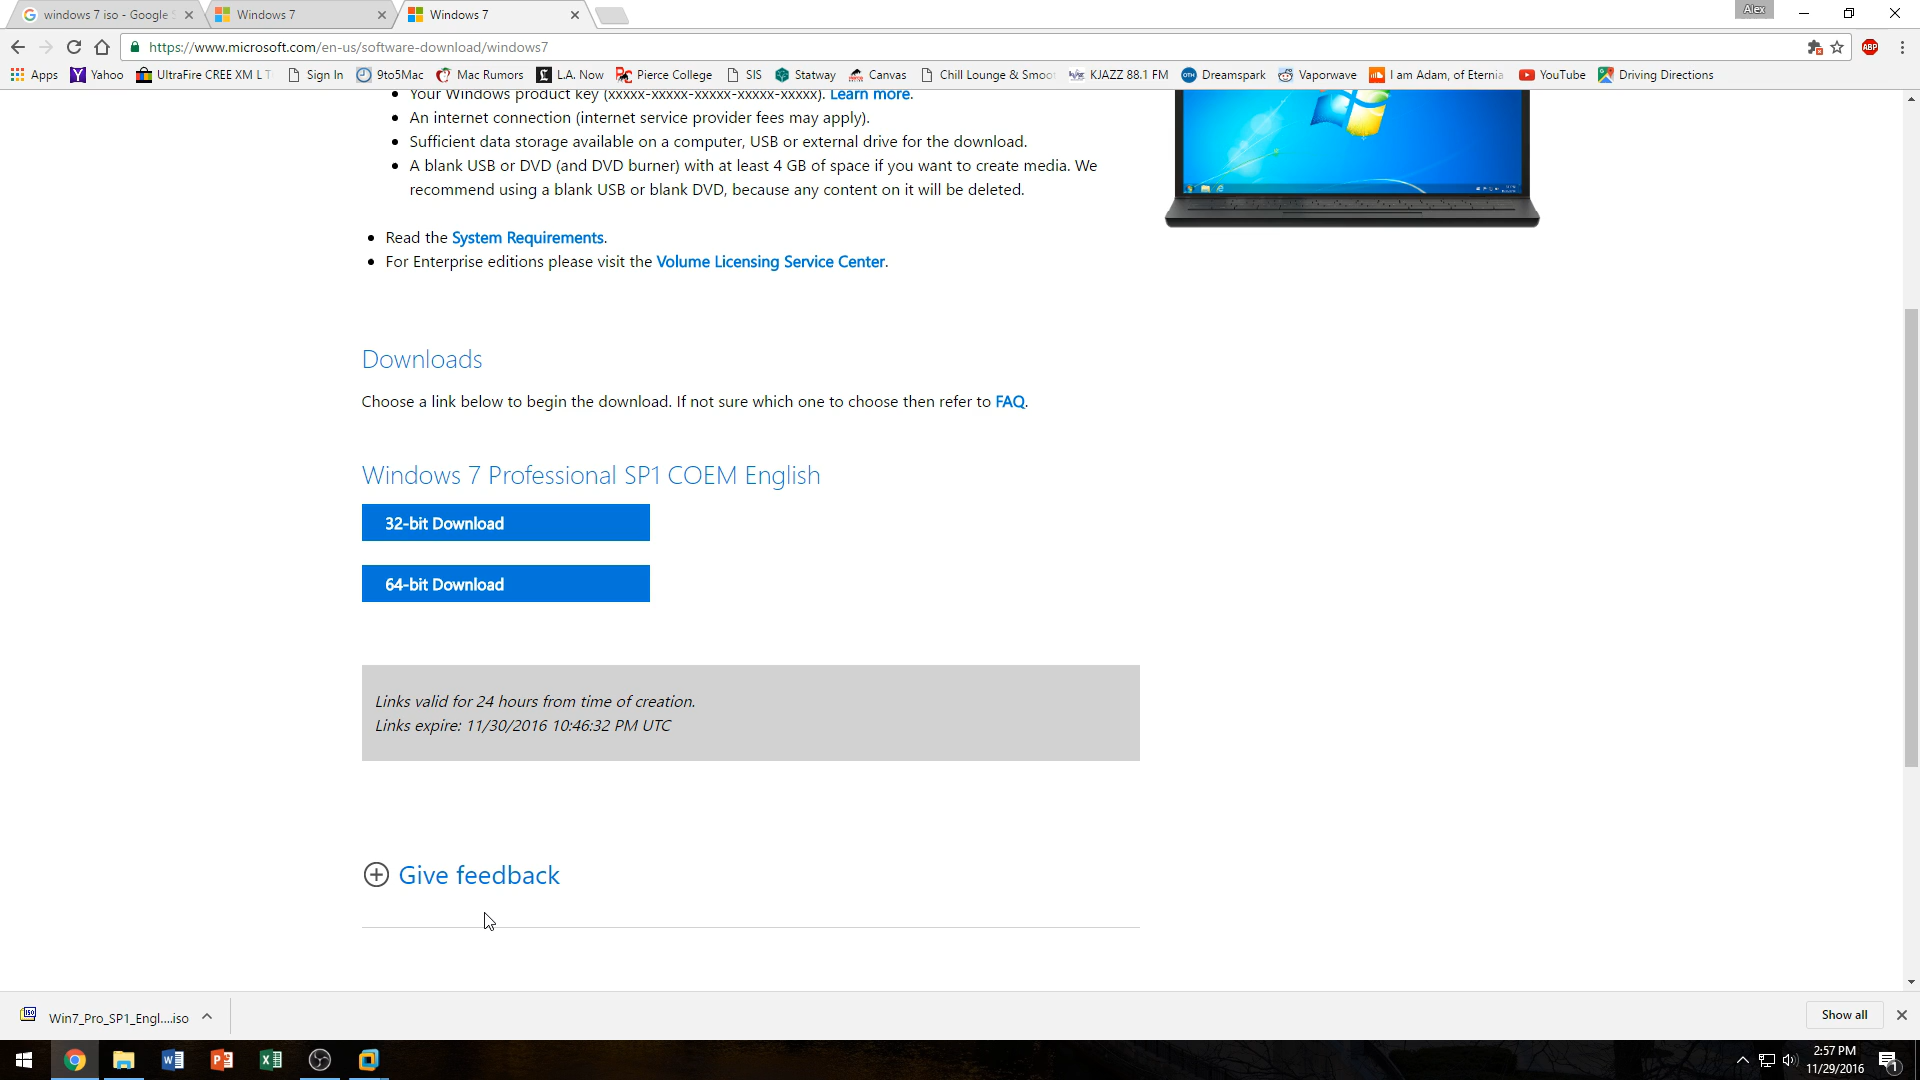 windows 7 iso - Google S
Windows 7
Windows 7
Alex
https://www.microsoft.com/en-us/software-download/windows7
ABP
Apps
Yahoo
UltraFire CREE XM L T
Sign In
9to5Mac
Mac Rumors
L.A. Now
Pierce College
SIS
Statway
Canvas
Chill Lounge & Smoot
KJAZZ 88.1 FM
Dreamspark
Vaporwave
I am Adam, of Eternia
YouTube
Driving Directions
Your Windows product key (xxxxx-xxxxx-xxxxx-xxxxx-xxxxx). Learn more.
An internet connection (internet service provider fees may apply).
Sufficient data storage available on a computer, USB or external drive for the download.
A blank USB or DVD (and DVD burner) with at least 4 GB of space if you want to create media. We
recommend using a blank USB or blank DVD, because any content on it will be deleted.
Read the System Requirements.
For Enterprise editions please visit the Volume Licensing Service Center.
Downloads
Choose a link below to begin the download. If not sure which one to choose then refer to FAQ.
Windows 7 Professional SP1 COEM English
32-bit Download
64-bit Download
Links valid for 24 hours from time of creation.
Links expire: 11/30/2016 10:46:32 PM UTC
Give feedback
Win7_Pro_SP1_Engl....iso
Show all
2:57 PM
11/29/2016
1